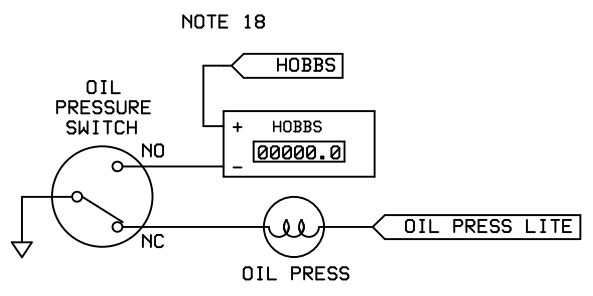 NOTE 18
HOBBS
OIL
PRESSURE
SWITCH
+ HOBBS
00000.0
-
NO
OIL PRESS LITE
NC
OIL PRESS